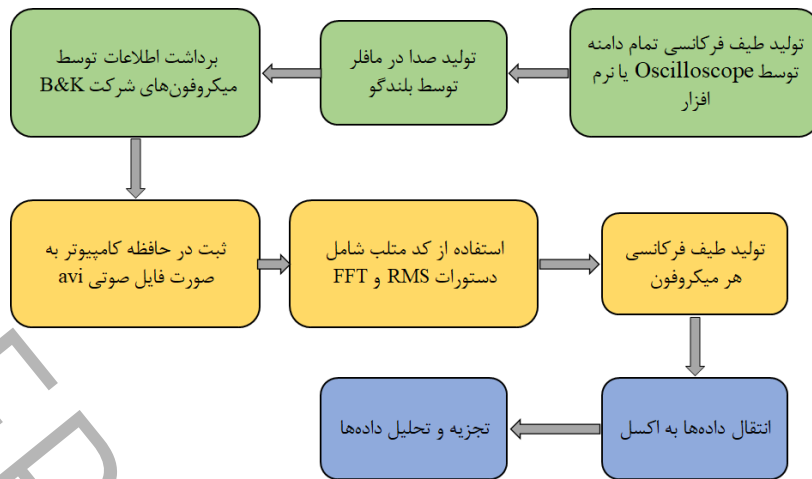 تولید طیف فرکانسی تمام دامنه
توسط Oscilloscope یا نرم
افزار
تولید صدا در مافلر
توسط بلندگو
برداشت اطلاعات توسط
میکروفون‌های شرکت B&K
ثبت در حافظه کامپیوتر به
صورت فایل صوتی avi
استفاده از کد متلب شامل
دستورات RMS و FFT
تولید طیف فرکانسی
هر میکروفون
انتقال داده‌ها به اکسل
تجزیه و تحلیل داده‌ها